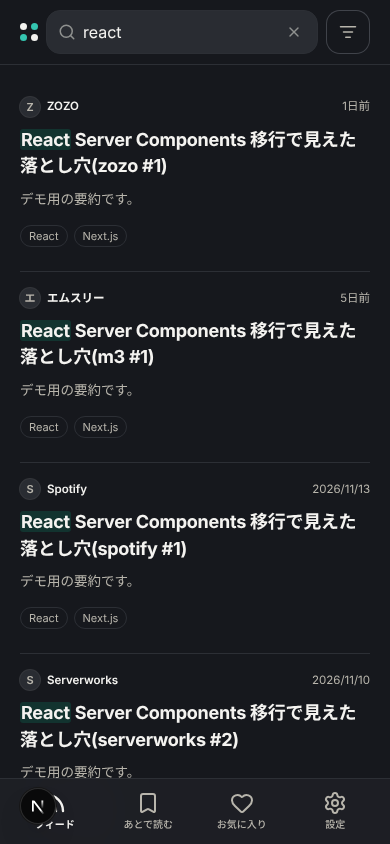 react
Z ZOZO 1日前
React Server Components 移行で見えた
落とし穴(zozo #1)
デモ用の要約です。
React Next.js
エ エムスリー 5日前
React Server Components 移行で見えた
落とし穴(m3 #1)
デモ用の要約です。
React Next.js
S Spotify 2026/11/13
React Server Components 移行で見えた
落とし穴(spotify #1)
デモ用の要約です。
React Next.js
S Serverworks 2026/11/10
React Server Components 移行で見えた
落とし穴(serverworks #2)
デモ用の要約です。
N
フィード あとで読む お気に入り 設定